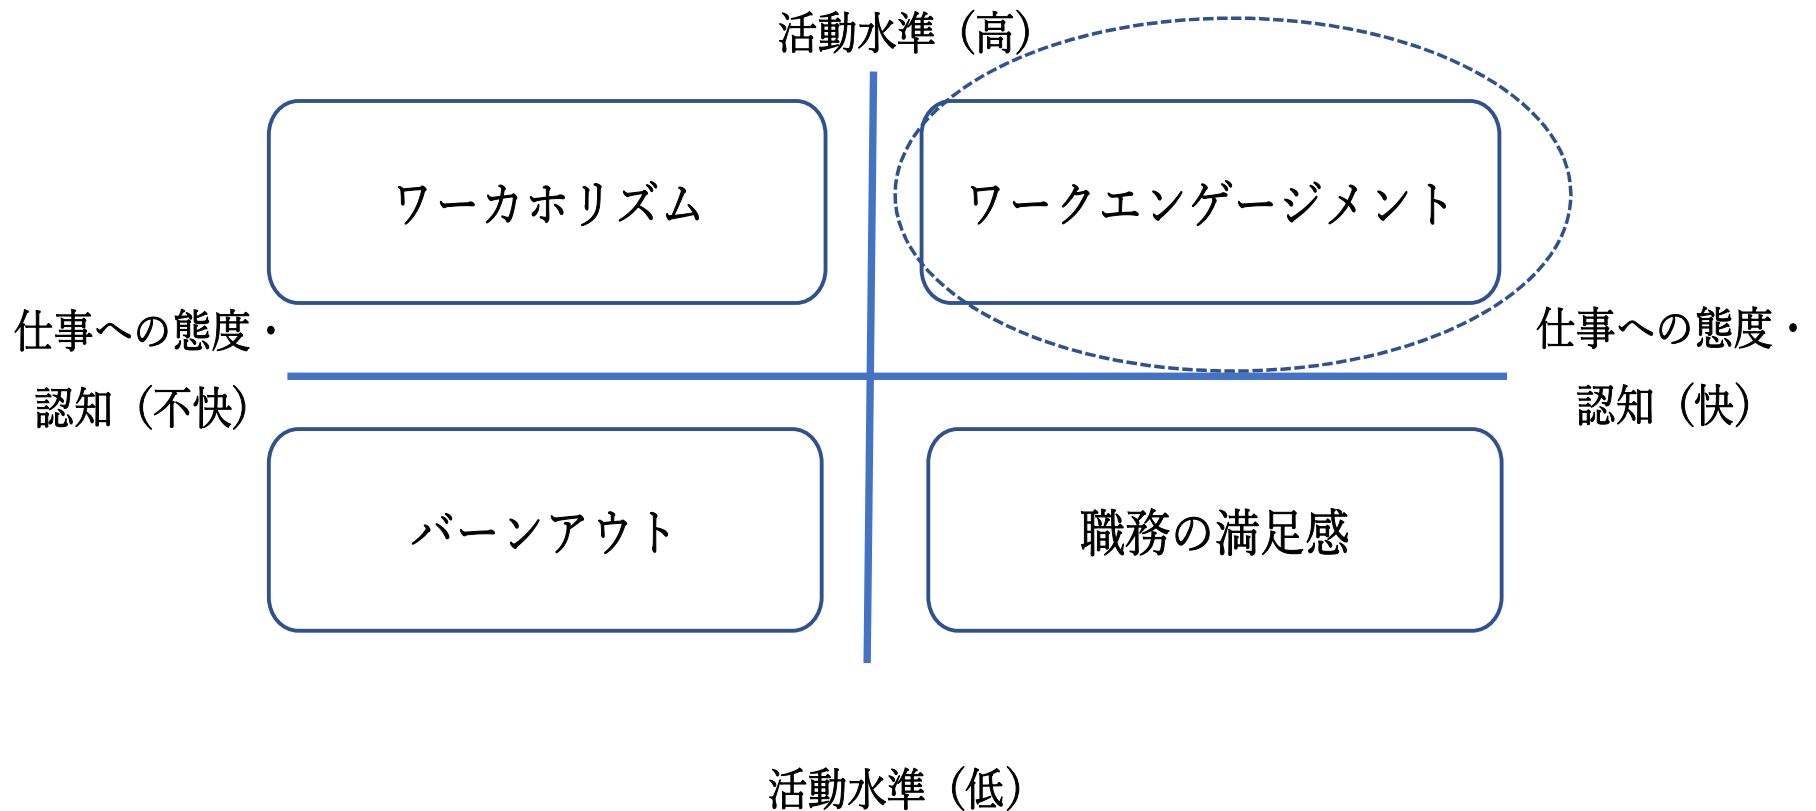 活動水準（高）
ワーカホリズム
ワークエンゲージメント
仕事への態度・
認知（不快）
仕事への態度・
認知（快）
バーンアウト
職務の満足感
活動水準（低）